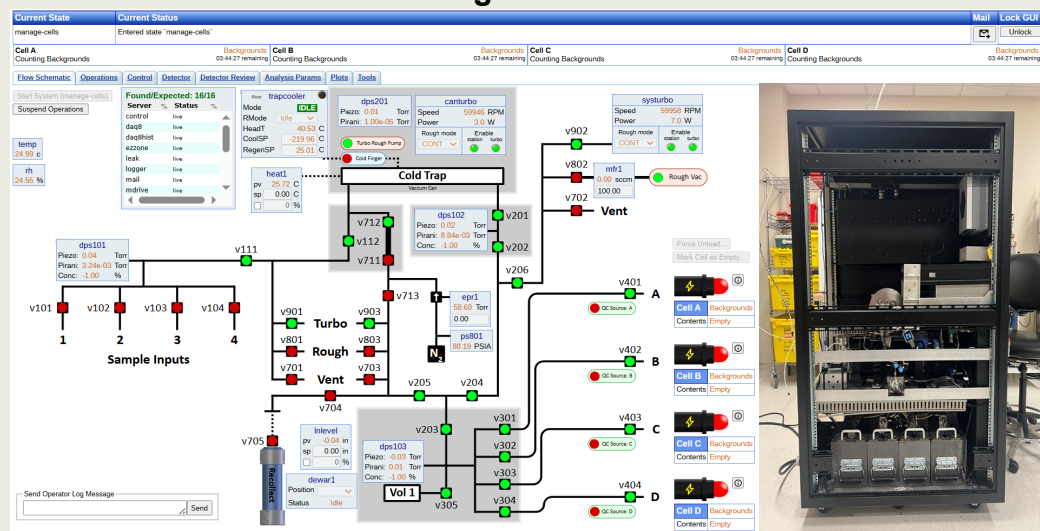 Current State
Current Status
Mail
Lock GUI
manage-cells
Entered state `manage-cells`
Unlock
Cell A
Backgrounds
Counting Backgrounds
03:44:27 remaining
Cell B
Backgrounds
Counting Backgrounds
03:44:27 remaining
Cell C
Backgrounds
Counting Backgrounds
03:44:27 remaining
Cell D
Backgrounds
Counting Backgrounds
03:44:27 remaining
Flow Schematic
Operations
Control
Detector
Detector Review
Analysis Params
Plots
Tools
Start System (manage-cells)
Suspend Operations
temp
24.99 c
rh
24.55 %
Found/Expected: 16/16
Server Status
control live
daq8 live
daq8hist live
ezzone live
leak live
logger live
mail live
mdrive live
trapcooler
Mode IDLE
RMode Idle
HeadT 40.53 C
CoolSP -219.96 C
RegenSP 25.01 C
heat1
pv 25.72 C
sp 0.00 C
0 %
dps201
Piezo: 0.01 Torr
Pirani: 1.00e-05 Torr
canturbo
Speed 59946 RPM
Power 3.0 W
Rough mode
CONT
Enable
station turbo
Turbo Rough Pump
Cold Finger
Cold Trap
Vacuum Can
systurbo
Speed 59958 RPM
Power 7.0 W
Rough mode
CONT
Enable
station turbo
v902
v802
v702
Vent
mfr1
0.00 sccm
100.00
Rough Vac
v712
v112
v711
dps102
Piezo: 0.02 Torr
Pirani: 8.84e-03 Torr
Conc: -1.00 %
v201
v202
v206
dps101
Piezo: 0.04 Torr
Pirani: 3.24e-03 Torr
Conc: -1.00 %
v111
v101
v102
v103
v104
1
2
3
4
Sample Inputs
v713
epr1
58.68 Torr
0.00
ps801
88.19 PSIA
N2
v901
Turbo
v903
v801
Rough
v803
v701
Vent
v703
v704
v205
v204
v705
Recollect
lnlevel
pv -0.04 in
sp 0.00 in
0 %
dewar1
Position
Status Idle
v203
dps103
Piezo: -0.03 Torr
Pirani: 0.01 Torr
Conc: -1.00 %
Vol 1
v305
v301
v302
v303
v304
Force Unload...
Mark Cell as Empty...
v401
A
QC Source: A
Cell A Backgrounds
Contents Empty
v402
B
QC Source: B
Cell B Backgrounds
Contents Empty
v403
C
QC Source: C
Cell C Backgrounds
Contents Empty
v404
D
QC Source: D
Cell D Backgrounds
Contents Empty
Send Operator Log Message
Send